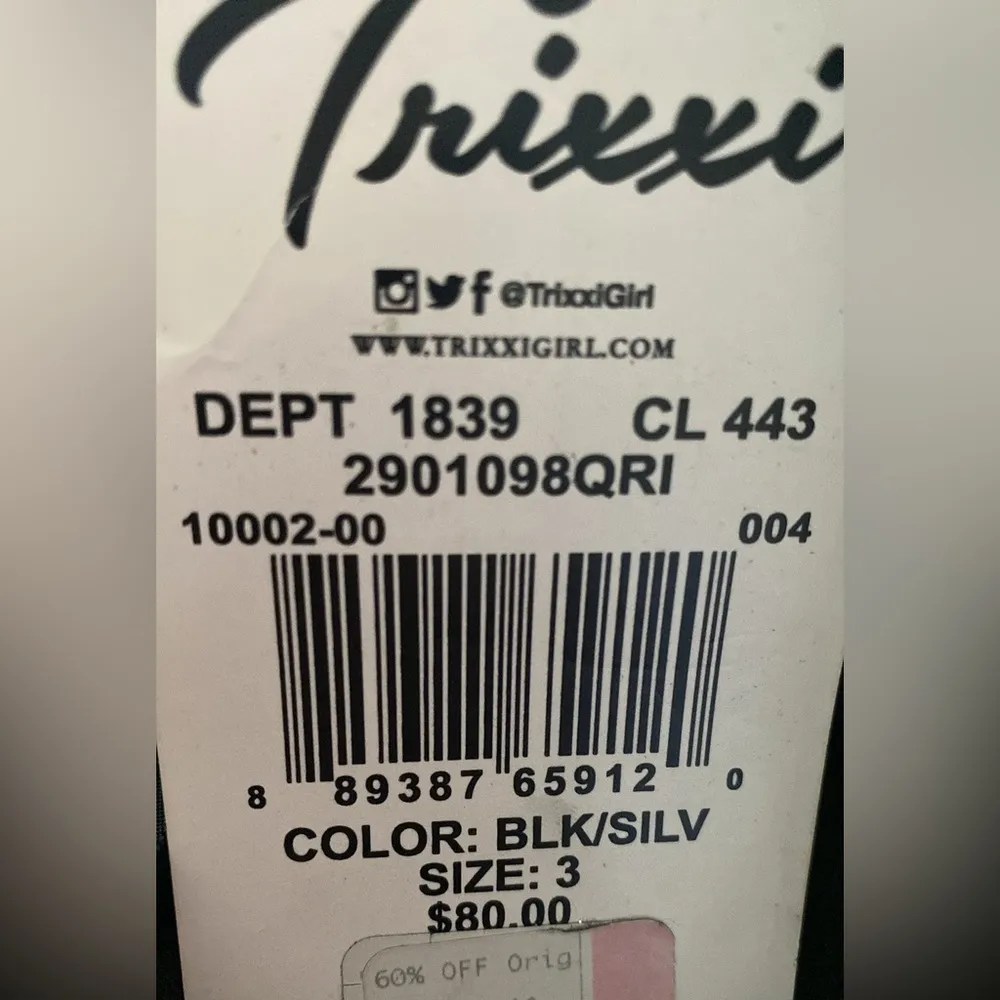 Trixxi
@TrixxiGirl
WWW.TRIXXIGIRL.COM
DEPT 1839 CL 443
2901098QRI
10002-00 004
8 89387 65912 0
COLOR: BLK/SILV
SIZE: 3
$80.00
60% OFF Orig